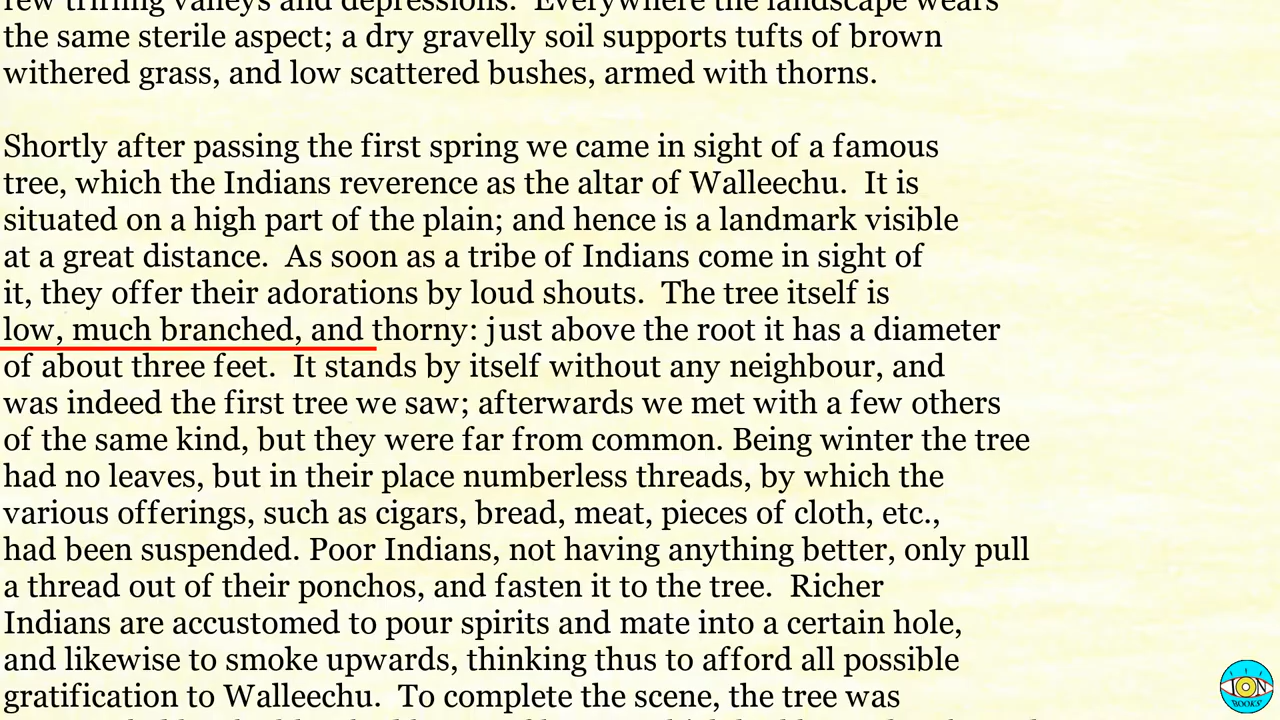 few trifling valleys and depressions.  Everywhere the landscape wears
the same sterile aspect; a dry gravelly soil supports tufts of brown
withered grass, and low scattered bushes, armed with thorns.
Shortly after passing the first spring we came in sight of a famous
tree, which the Indians reverence as the altar of Walleechu.  It is
situated on a high part of the plain; and hence is a landmark visible
at a great distance.  As soon as a tribe of Indians come in sight of
it, they offer their adorations by loud shouts.  The tree itself is
low, much branched, and thorny: just above the root it has a diameter
of about three feet.  It stands by itself without any neighbour, and
was indeed the first tree we saw; afterwards we met with a few others
of the same kind, but they were far from common. Being winter the tree
had no leaves, but in their place numberless threads, by which the
various offerings, such as cigars, bread, meat, pieces of cloth, etc.,
had been suspended. Poor Indians, not having anything better, only pull
a thread out of their ponchos, and fasten it to the tree.  Richer
Indians are accustomed to pour spirits and mate into a certain hole,
and likewise to smoke upwards, thinking thus to afford all possible
gratification to Walleechu.  To complete the scene, the tree was
BOOKS